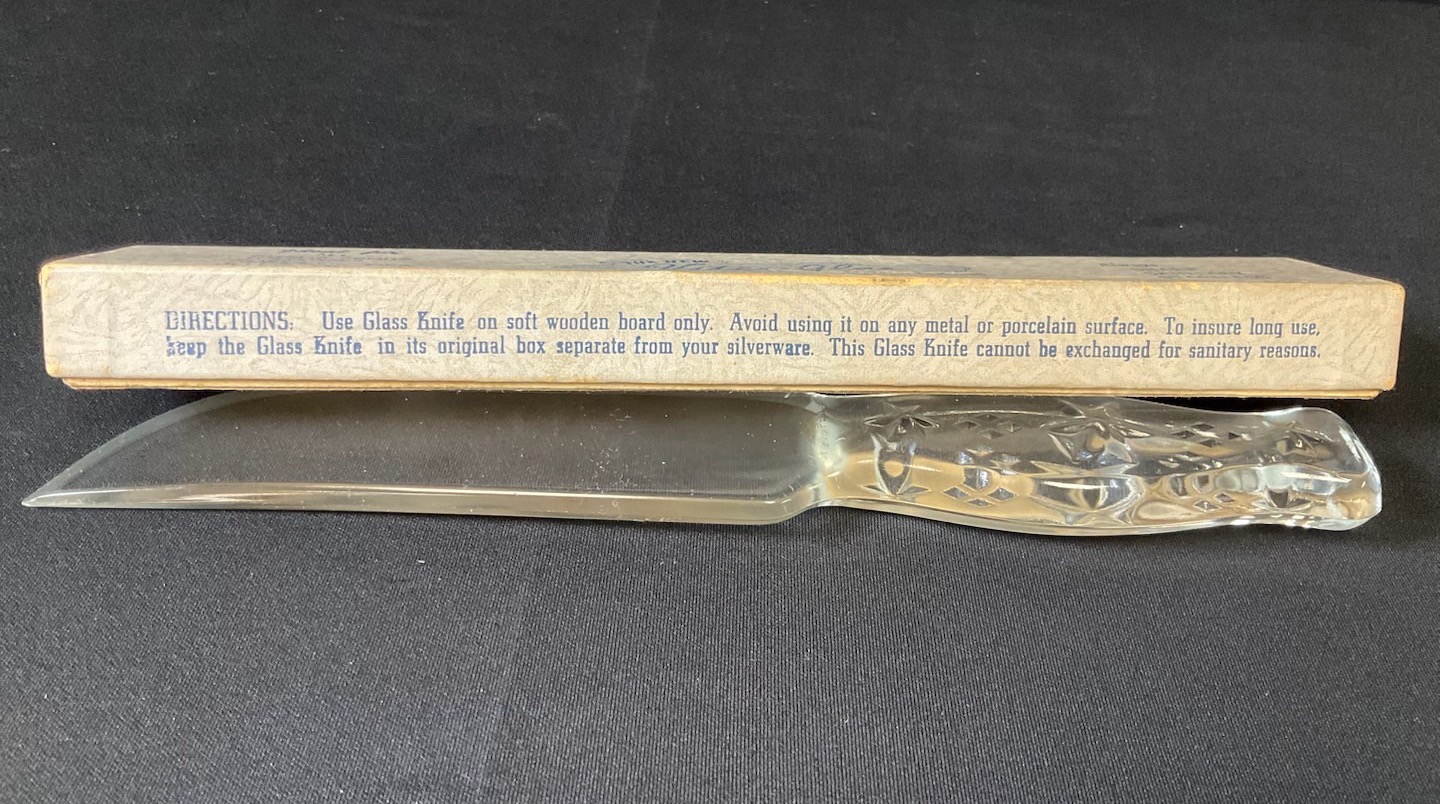 DIRECTIONS: Use Glass Knife on soft wooden board only. Avoid using it on any metal or porcelain surface. To insure long use,
keep the Glass Knife in its original box separate from your silverware. This Glass Knife cannot be exchanged for sanitary reasons.